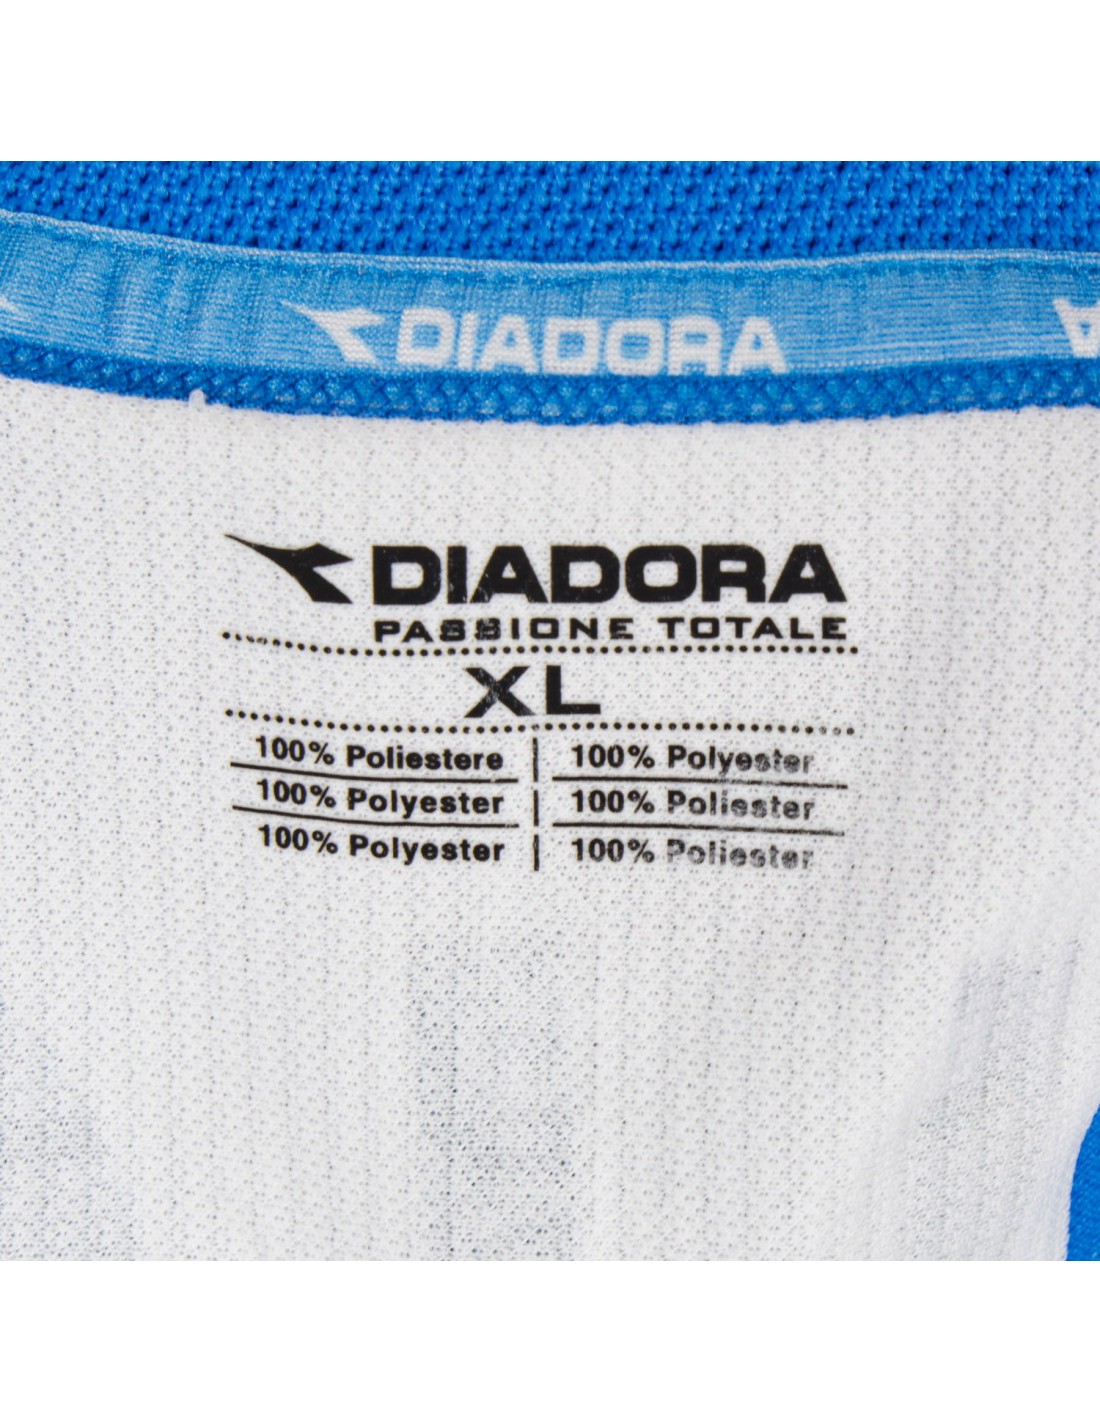 DIADORA
DIADORA
PASSIONE TOTALE
XL
100% Poliestere | 100% Polyester
100% Polyester | 100% Poliester
100% Polyester | 100% Poliester